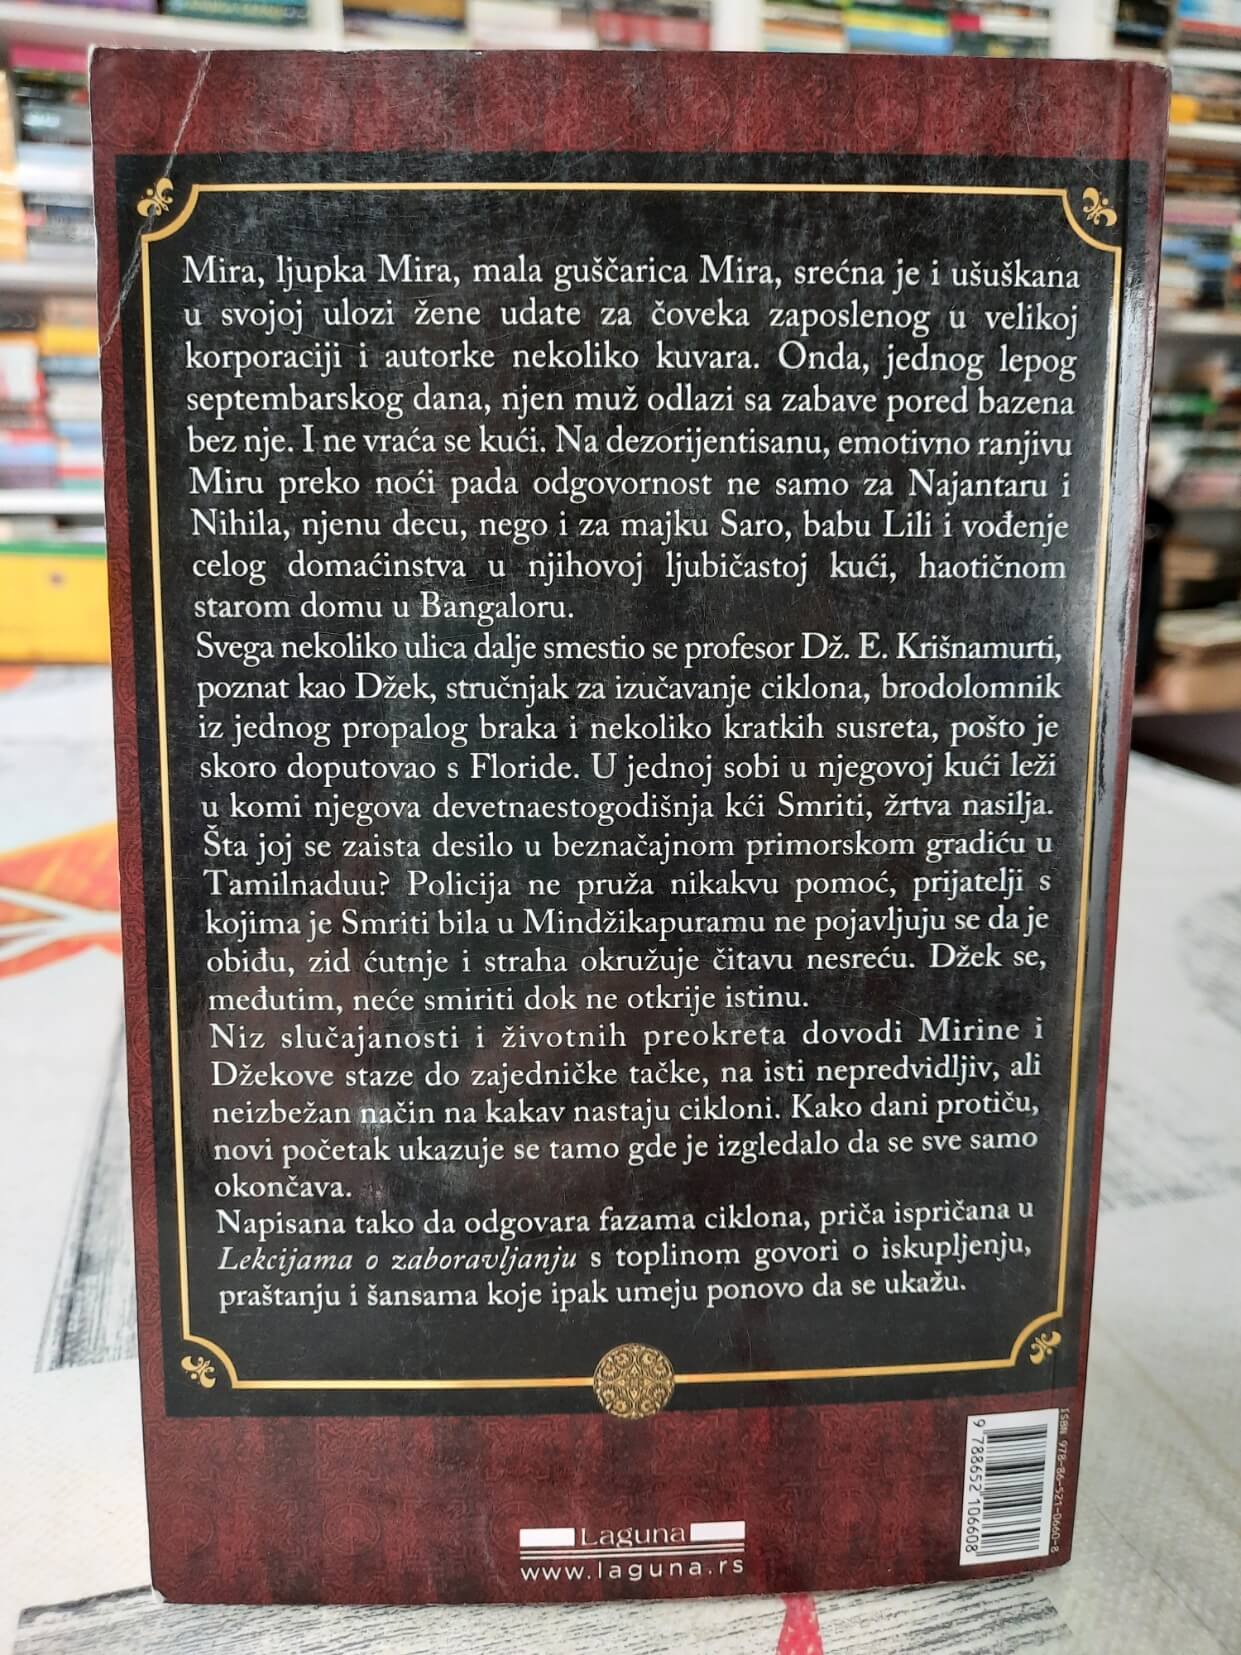 Mira, ljupka Mira, mala guščarica Mira, srećna je i ušuškana
u svojoj ulozi žene udate za čoveka zaposlenog u velikoj
korporaciji i autorke nekoliko kuvara. Onda, jednog lepog
septembarskog dana, njen muž odlazi sa zabave pored bazena
bez nje. I ne vraća se kući. Na dezorijentisanu, emotivno ranjivu
Miru preko noći pada odgovornost ne samo za Najantaru i
Nihila, njenu decu, nego i za majku Saro, babu Lili i vođenje
celog domaćinstva u njihovoj ljubičastoj kući, haotičnom
starom domu u Bangaloru.
Svega nekoliko ulica dalje smestio se profesor Dž. E. Krišnamurti,
poznat kao Džek, stručnjak za izučavanje ciklona, brodolomnik
iz jednog propalog braka i nekoliko kratkih susreta, pošto je
skoro doputovao s Floride. U jednoj sobi u njegovoj kući leži
u komi njegova devetnaestogodišnja kći Smriti, žrtva nasilja.
Šta joj se zaista desilo u beznačajnom primorskom gradiću u
Tamilnaduu? Policija ne pruža nikakvu pomoć, prijatelji s
kojima je Smriti bila u Mindžikapuramu ne pojavljuju se da je
obiđu, zid ćutnje i straha okružuje čitavu nesreću. Džek se,
međutim, neće smiriti dok ne otkrije istinu.
Niz slučajanosti i životnih preokreta dovodi Mirine i
Džekove staze do zajedničke tačke, na isti nepredvidljiv, ali
neizbežan način na kakav nastaju cikloni. Kako dani protiču,
novi početak ukazuje se tamo gde je izgledalo da se sve samo
okončava.
Napisana tako da odgovara fazama ciklona, priča ispričana u
Lekcijama o zaboravljanju s toplinom govori o iskupljenju,
praštanju i šansama koje ipak umeju ponovo da se ukažu.
ISBN 978-86-521-0660-8
9 788652 106608
Laguna
www.laguna.rs